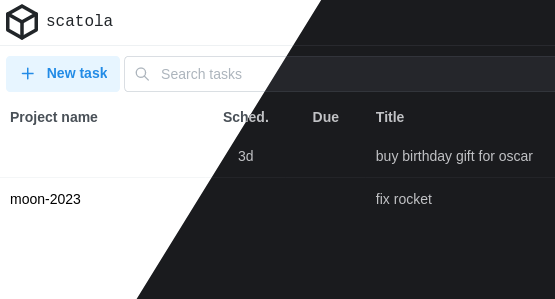 scatola
+ New task
Search tasks
Project name Sched. Due Title
3d buy birthday gift for oscar
moon-2023 fix rocket